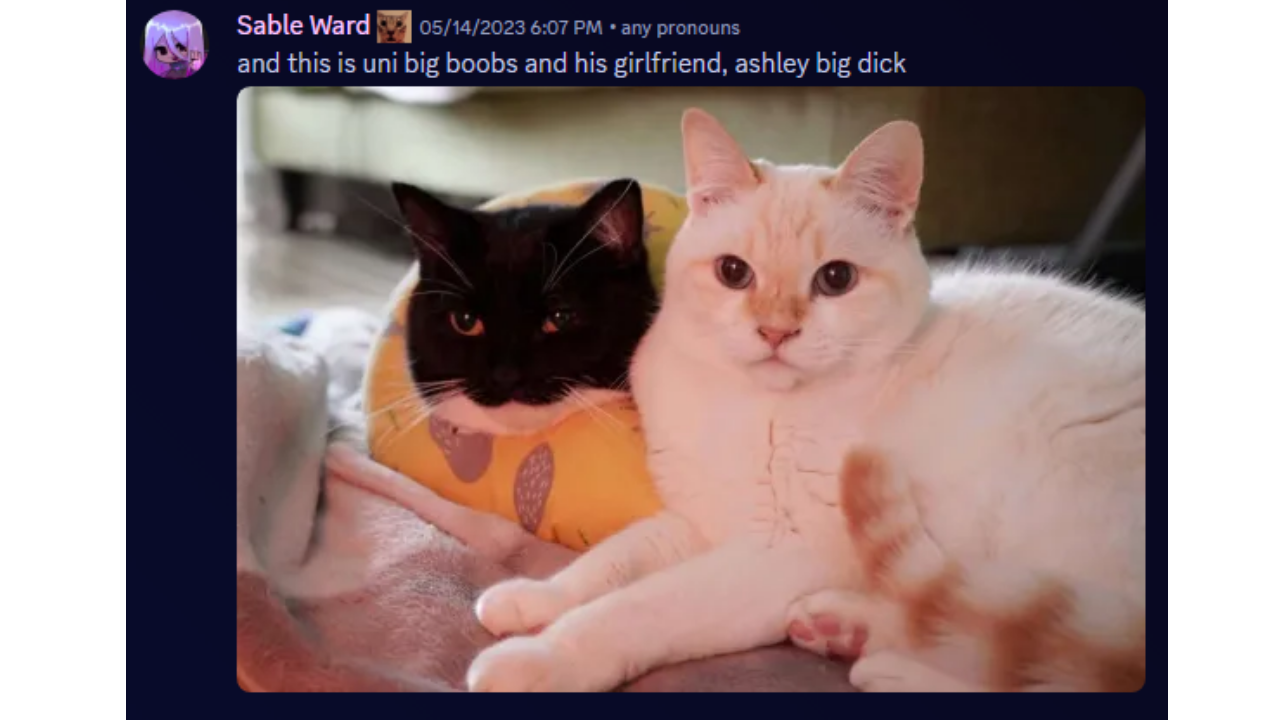 Sable Ward 05/14/2023 6:07 PM • any pronouns
and this is uni big boobs and his girlfriend, ashley big dick